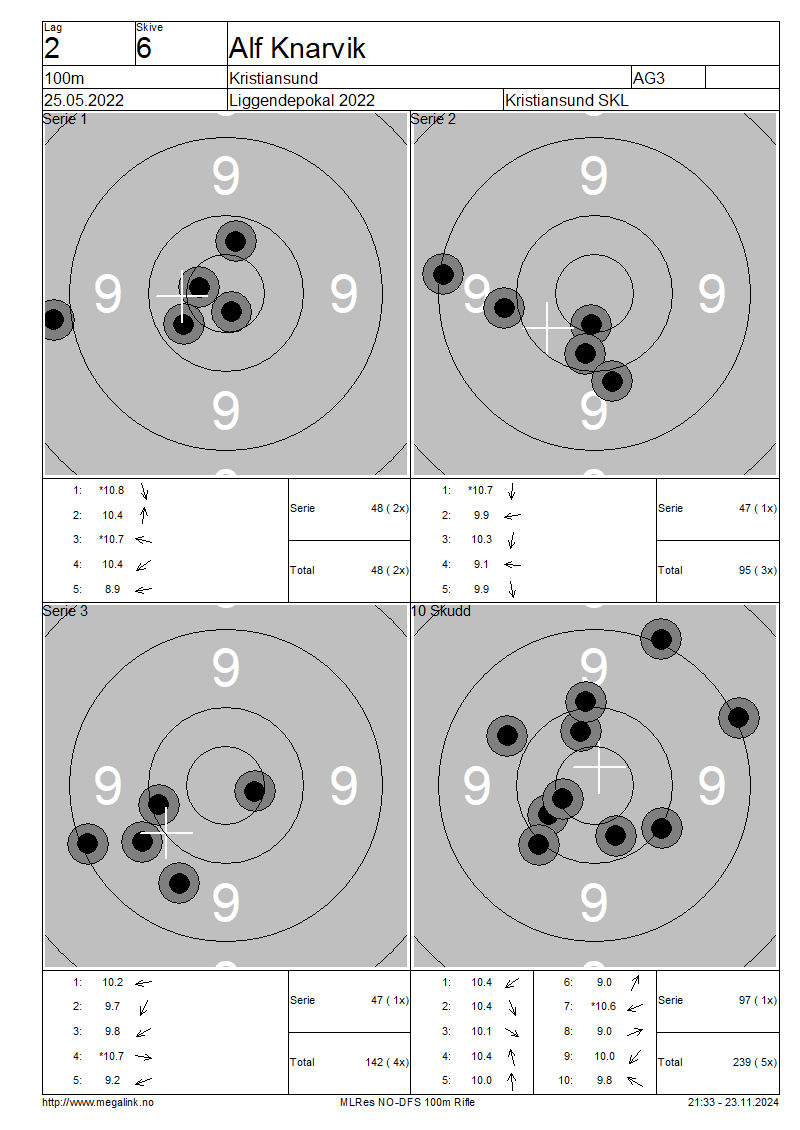 Lag Skive
2 6 Alf Knarvik
100m Kristiansund AG3
25.05.2022 Liggendepokal 2022 Kristiansund SKL
Serie 1
9
9 9
9
Serie 2
9
9 9
9
1: *10.8
2: 10.4
3: *10.7
4: 10.4
5: 8.9
Serie 48 ( 2x)
Total 48 ( 2x)
1: *10.7
2: 9.9
3: 10.3
4: 9.1
5: 9.9
Serie 47 ( 1x)
Total 95 ( 3x)
Serie 3
9
9 9
9
10 Skudd
9
9 9
9
1: 10.2
2: 9.7
3: 9.8
4: *10.7
5: 9.2
Serie 47 ( 1x)
Total 142 ( 4x)
1: 10.4
2: 10.4
3: 10.1
4: 10.4
5: 10.0
6: 9.0
7: *10.6
8: 9.0
9: 10.0
10: 9.8
Serie 97 ( 1x)
Total 239 ( 5x)
http://www.megalink.no MLRes NO-DFS 100m Rifle 21:33 - 23.11.2024